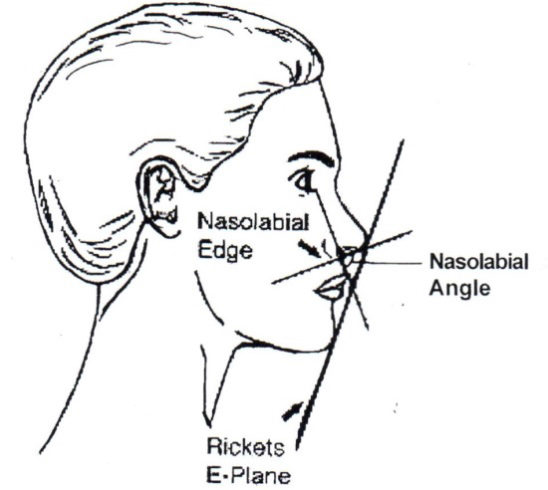 Nasolabial
Edge
Nasolabial
Angle
Rickets
E-Plane